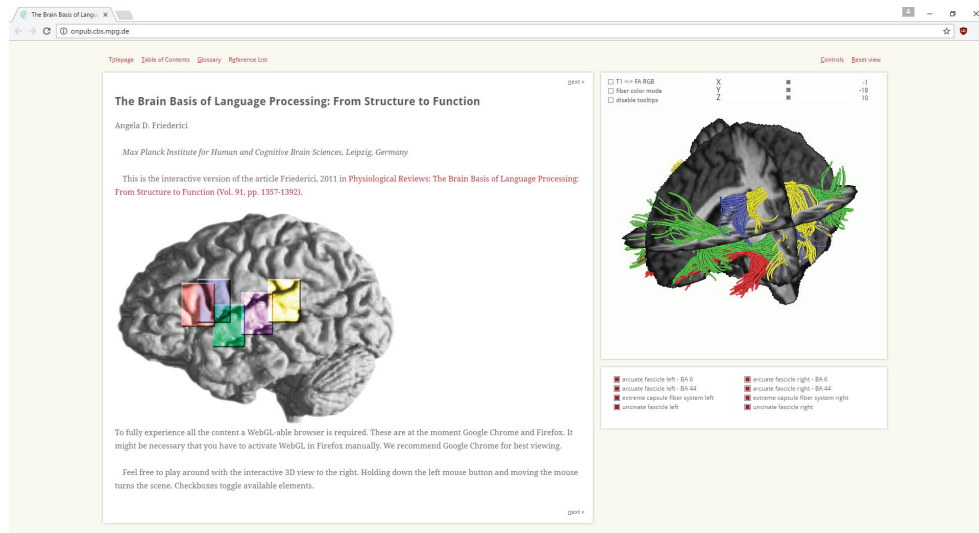 The Brain Basis of Langu
onpub.cbs.mpg.de
Titlepage Table of Contents Glossary Reference List
Controls Reset view
next »
The Brain Basis of Language Processing: From Structure to Function
Angela D. Friederici
Max Planck Institute for Human and Cognitive Brain Sciences, Leipzig, Germany
This is the interactive version of the article Friederici, 2011 in Physiological Reviews: The Brain Basis of Language Processing:
From Structure to Function (Vol. 91, pp. 1357-1392).
To fully experience all the content a WebGL-able browser is required. These are at the moment Google Chrome and Firefox. It
might be necessary that you have to activate WebGL in Firefox manually. We recommend Google Chrome for best viewing.
Feel free to play around with the interactive 3D view to the right. Holding down the left mouse button and moving the mouse
turns the scene. Checkboxes toggle available elements.
next »
T1 <-> FA RGB X -1
fiber color mode Y -18
disable tooltips Z 10
arcuate fascicle left - BA 6 arcuate fascicle right - BA 6
arcuate fascicle left - BA 44 arcuate fascicle right - BA 44
extreme capsule fiber system left extreme capsule fiber system right
uncinate fascicle left uncinate fascicle right